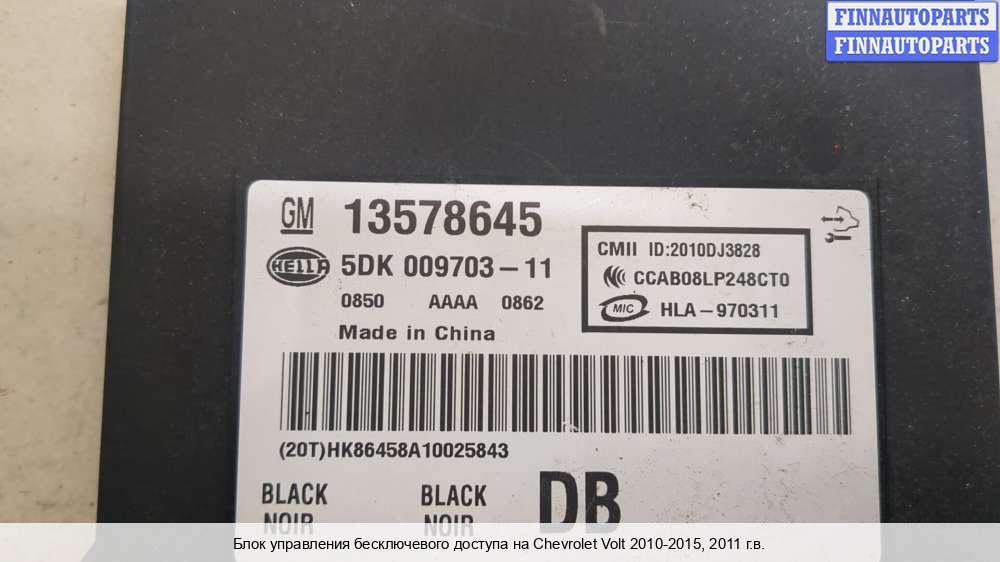 FINNAUTOPARTS
FINNAUTOPARTS
GM 13578645
HELLA 5DK 009703-11
0850 AAAA 0862
Made in China
CMII ID:2010DJ3828
CCAB08LP248CT0
MIC HLA-970311
(20T)HK86458A10025843
BLACK BLACK DB
NOIR NOIR
Блок управления бесключевого доступа на Chevrolet Volt 2010-2015, 2011 г.в.